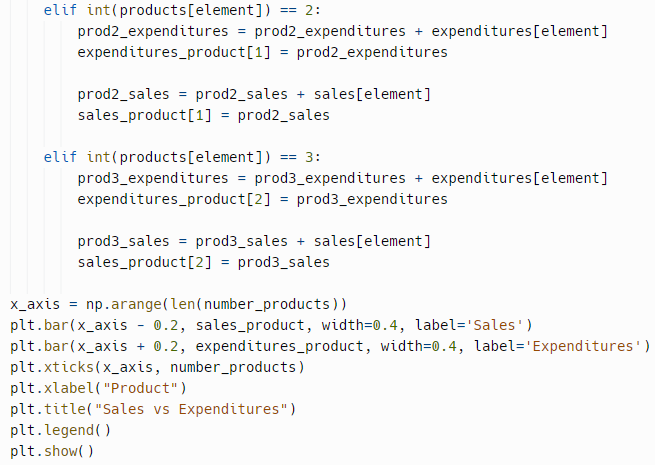 elif int(products[element]) == 2:
prod2_expenditures = prod2_expenditures + expenditures[element]
expenditures_product[1] = prod2_expenditures
prod2_sales = prod2_sales + sales[element]
sales_product[1] = prod2_sales
elif int(products[element]) == 3:
prod3_expenditures = prod3_expenditures + expenditures[element]
expenditures_product[2] = prod3_expenditures
prod3_sales = prod3_sales + sales[element]
sales_product[2] = prod3_sales
x_axis = np.arange(len(number_products))
plt.bar(x_axis - 0.2, sales_product, width=0.4, label='Sales')
plt.bar(x_axis + 0.2, expenditures_product, width=0.4, label='Expenditures')
plt.xticks(x_axis, number_products)
plt.xlabel("Product")
plt.title("Sales vs Expenditures")
plt.legend()
plt.show()